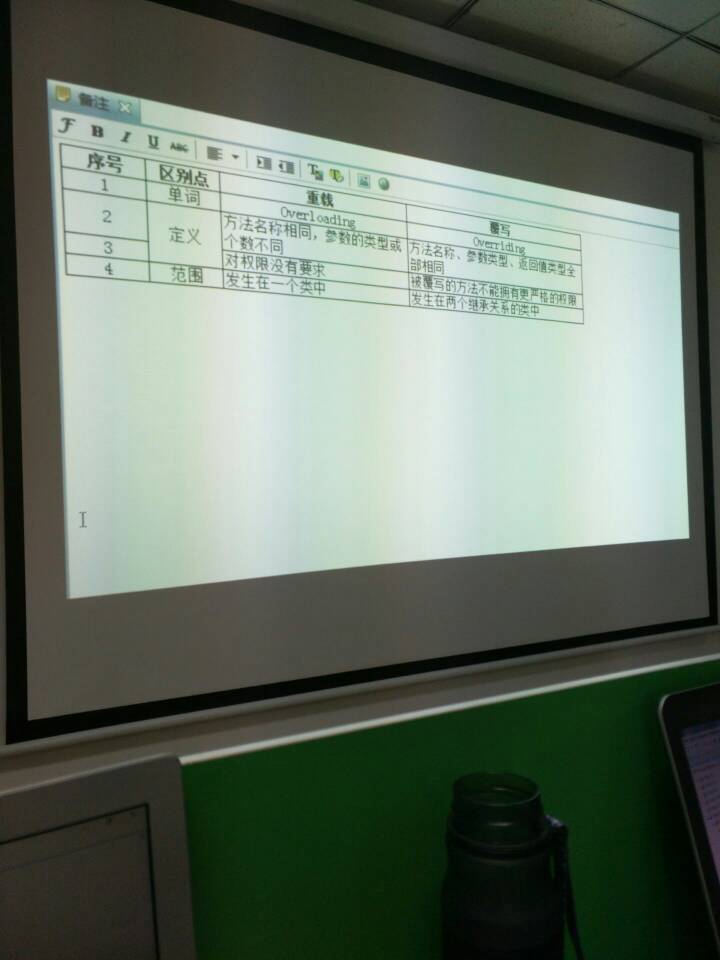 备注
F B I U ABC
序号 区别点 重载 覆写
1 单词 Overloading Overriding
2 定义 方法名称相同，参数的类型或 方法名称、参数类型、返回值类型全
个数不同 部相同
3 对权限没有要求 被覆写的方法不能拥有更严格的权限
4 范围 发生在一个类中 发生在两个继承关系的类中